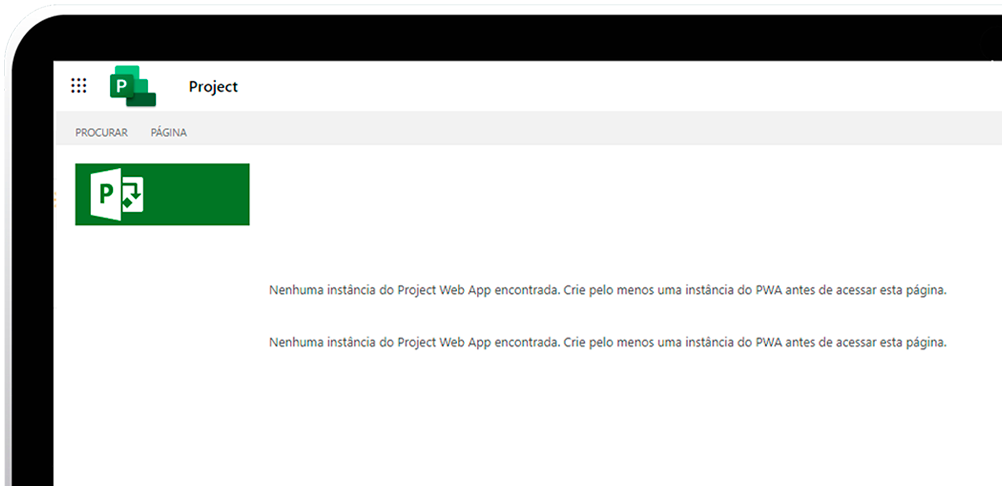 P
Project
PROCURAR PÁGINA
P
Nenhuma instância do Project Web App encontrada. Crie pelo menos uma instância do PWA antes de acessar esta página.
Nenhuma instância do Project Web App encontrada. Crie pelo menos uma instância do PWA antes de acessar esta página.